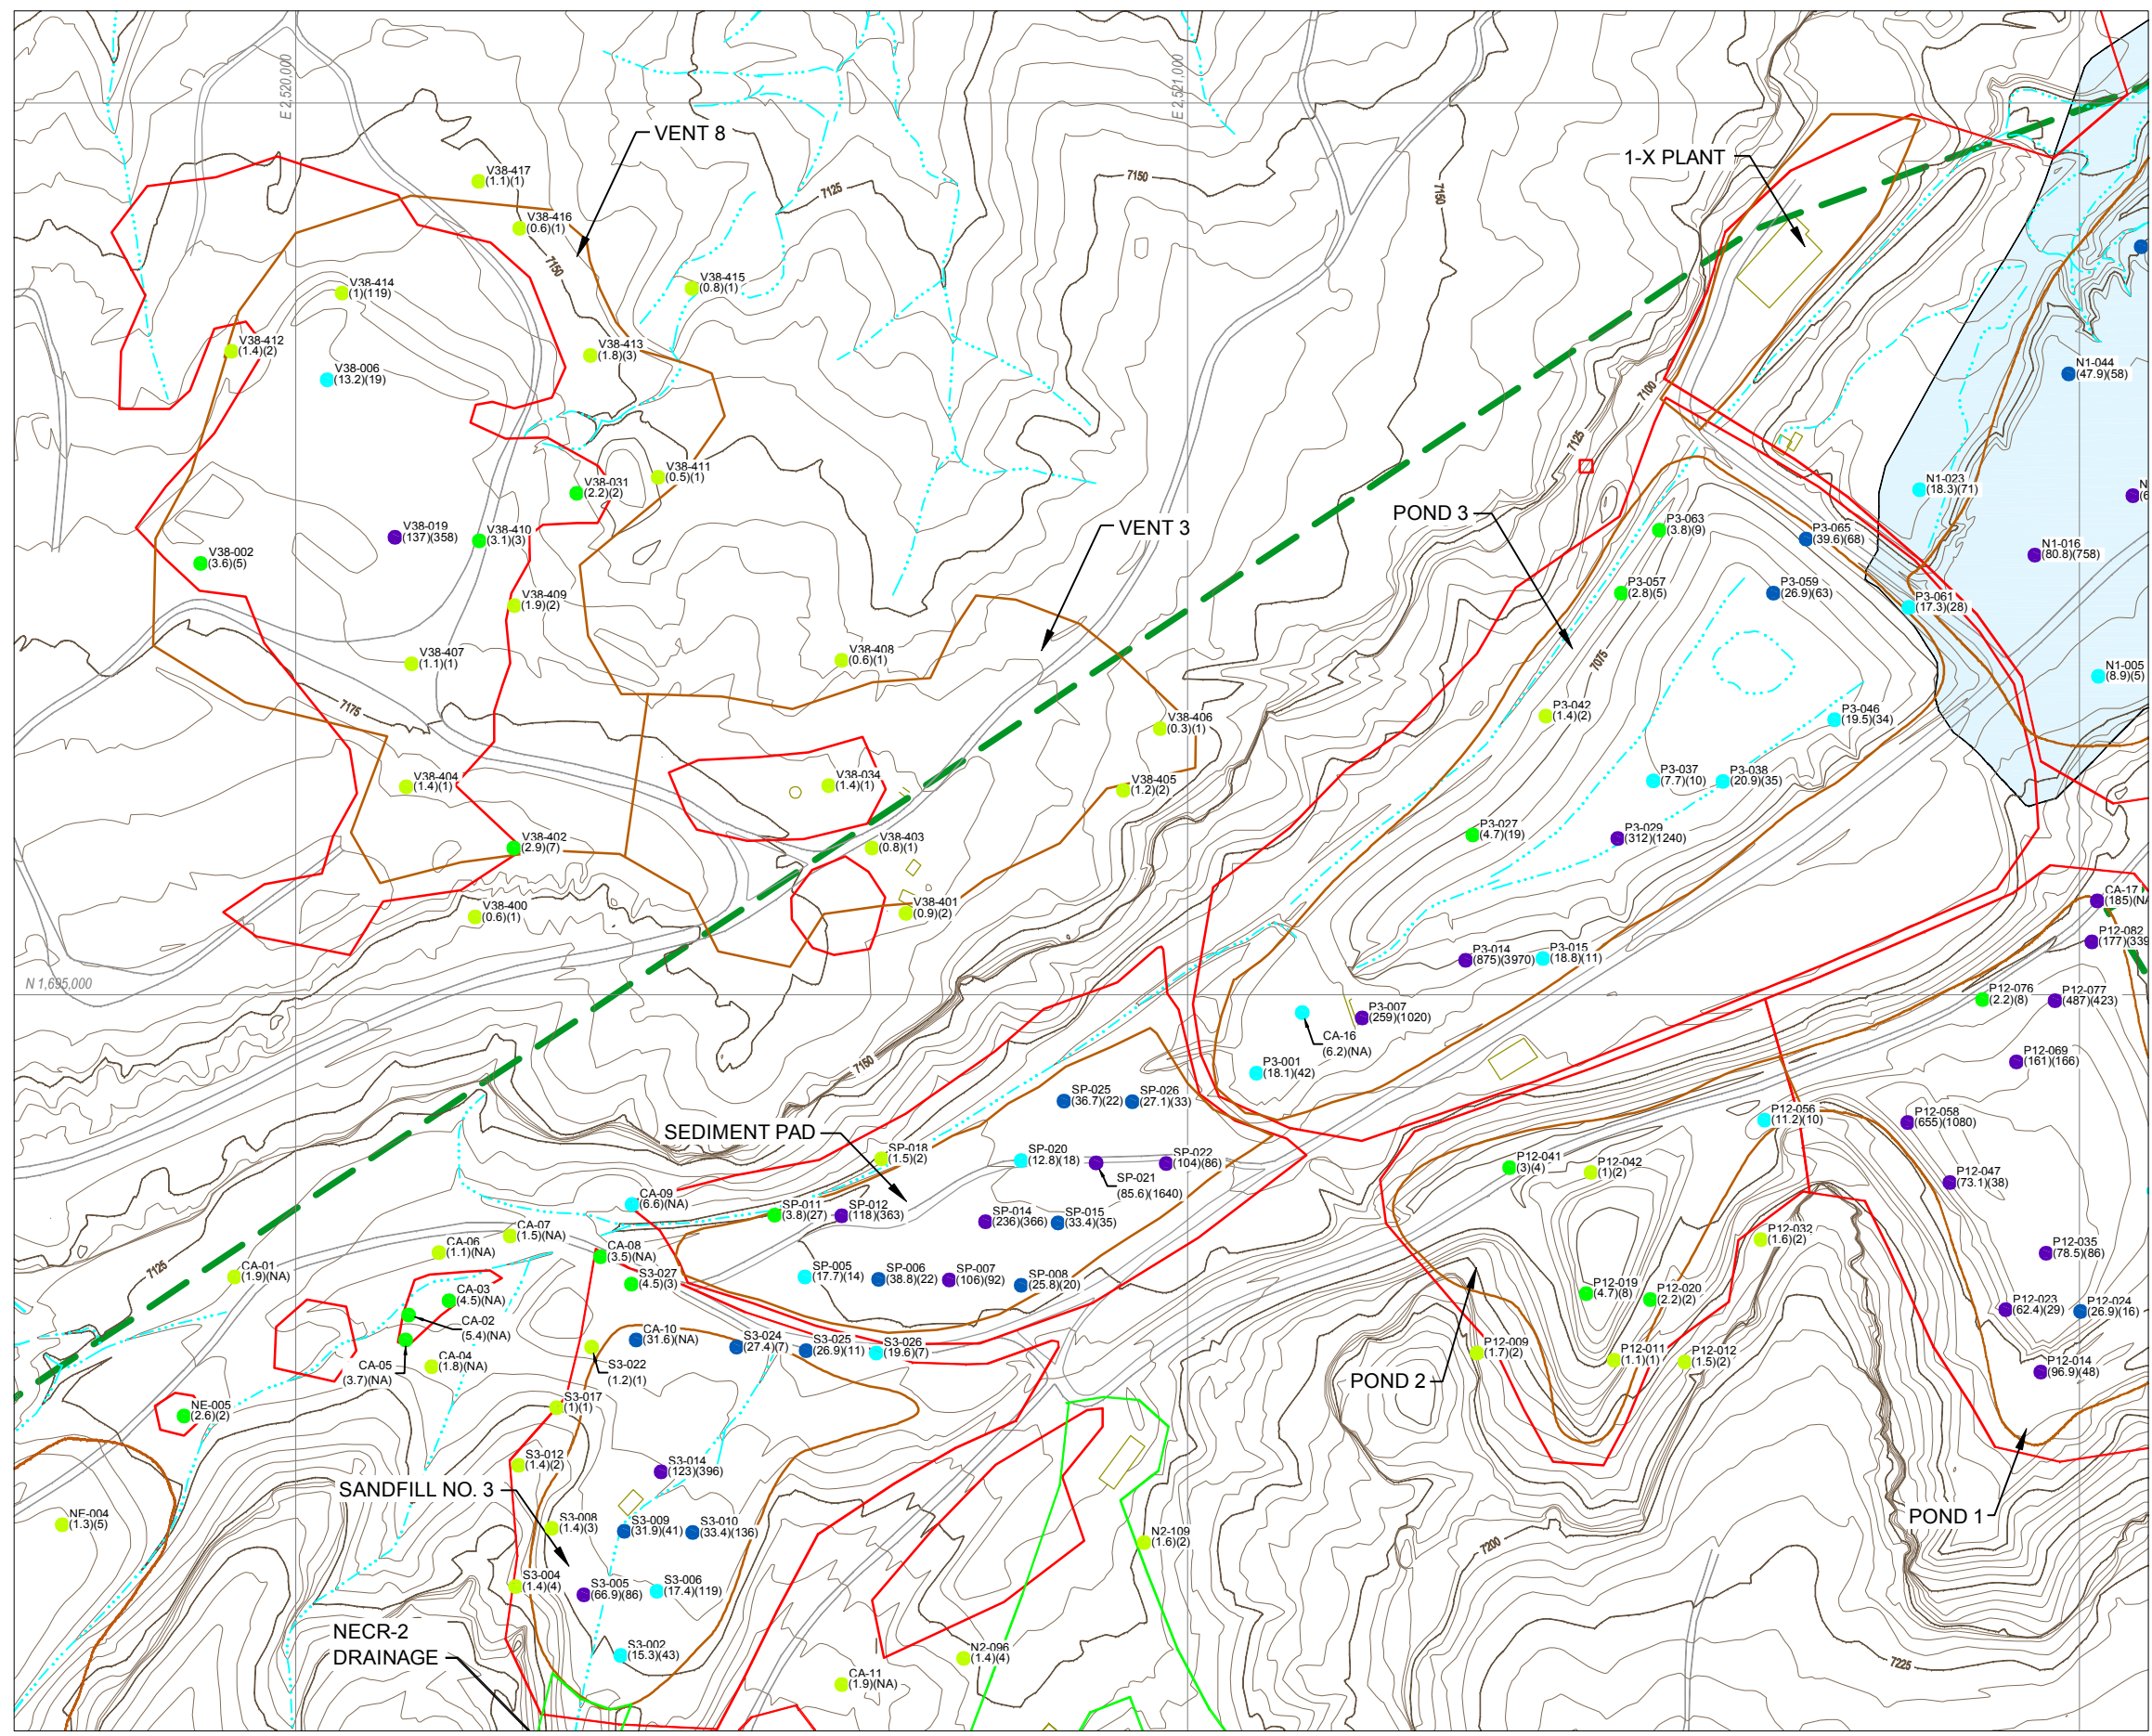 E 2,520,000
E 2,521,000
VENT 8
1-X PLANT
V38-417
(1.1)(1)
7150
7125
7150
V38-416
(0.6)(1)
7150
V38-415
(0.8)(1)
V38-414
(1)(119)
V38-412
(1.4)(2)
V38-413
(1.8)(3)
V38-006
(13.2)(19)
N1-044
(47.9)(58)
7100
7125
V38-411
(0.5)(1)
V38-031
(2.2)(2)
N1-023
(18.3)(71)
N
(6
POND 3
VENT 3
V38-019
(137)(358)
V38-410
(3.1)(3)
P3-063
(3.8)(9)
P3-065
(39.6)(68)
N1-016
(80.8)(758)
V38-002
(3.6)(5)
P3-057
(2.8)(5)
P3-059
(26.9)(63)
P3-061
(17.3)(28)
V38-409
(1.9)(2)
V38-407
(1.1)(1)
V38-408
(0.6)(1)
7075
N1-005
(8.9)(5)
7175
V38-406
(0.3)(1)
P3-042
(1.4)(2)
P3-046
(19.5)(34)
V38-404
(1.4)(1)
V38-034
(1.4)(1)
V38-405
(1.2)(2)
P3-037
(7.7)(10)
P3-038
(20.9)(35)
V38-402
(2.9)(7)
V38-403
(0.8)(1)
P3-027
(4.7)(19)
P3-029
(312)(1240)
V38-400
(0.6)(1)
V38-401
(0.9)(2)
CA-17
(185)(NA
P12-082
(177)(339
P3-014
(875)(3970)
P3-015
(18.8)(11)
N 1,695,000
P12-076
(2.2)(8)
P12-077
(487)(423)
P3-007
(259)(1020)
CA-16
(6.2)(NA)
P3-001
(18.1)(42)
P12-069
(161)(166)
7150
SP-025
(36.7)(22)
SP-026
(27.1)(33)
P12-056
(11.2)(10)
P12-058
(655)(1080)
SEDIMENT PAD
SP-018
(1.5)(2)
SP-020
(12.8)(18)
SP-022
(104)(86)
SP-021
(85.6)(1640)
P12-041
(3)(4)
P12-042
(1)(2)
P12-047
(73.1)(38)
CA-09
(6.6)(NA)
SP-011
(3.8)(27)
SP-012
(118)(363)
SP-014
(236)(366)
SP-015
(33.4)(35)
CA-07
(1.5)(NA)
CA-06
(1.1)(NA)
CA-08
(3.5)(NA)
P12-032
(1.6)(2)
P12-035
(78.5)(86)
7125
CA-01
(1.9)(NA)
SP-005
(17.7)(14)
SP-006
(38.8)(22)
SP-007
(106)(92)
SP-008
(25.8)(20)
S3-027
(4.5)(3)
CA-03
(4.5)(NA)
CA-02
(5.4)(NA)
P12-019
(4.7)(8)
P12-020
(2.2)(2)
P12-023
(62.4)(29)
P12-024
(26.9)(16)
CA-10
(31.6)(NA)
S3-024
(27.4)(7)
S3-025
(26.9)(11)
S3-026
(19.6)(7)
P12-009
(1.7)(2)
P12-011
(1.1)(1)
P12-012
(1.5)(2)
CA-05
(3.7)(NA)
CA-04
(1.8)(NA)
S3-022
(1.2)(1)
P12-014
(96.9)(48)
POND 2
NE-005
(2.6)(2)
S3-017
(1)(1)
S3-012
(1.4)(2)
S3-014
(123)(396)
SANDFILL NO. 3
POND 1
NE-004
(1.3)(5)
S3-008
(1.4)(3)
S3-009
(31.9)(41)
S3-010
(33.4)(136)
N2-109
(1.6)(2)
7200
S3-004
(1.4)(4)
S3-005
(66.9)(86)
S3-006
(17.4)(119)
NECR-2
DRAINAGE
S3-002
(15.3)(43)
N2-096
(1.4)(4)
7225
CA-11
(1.9)(NA)